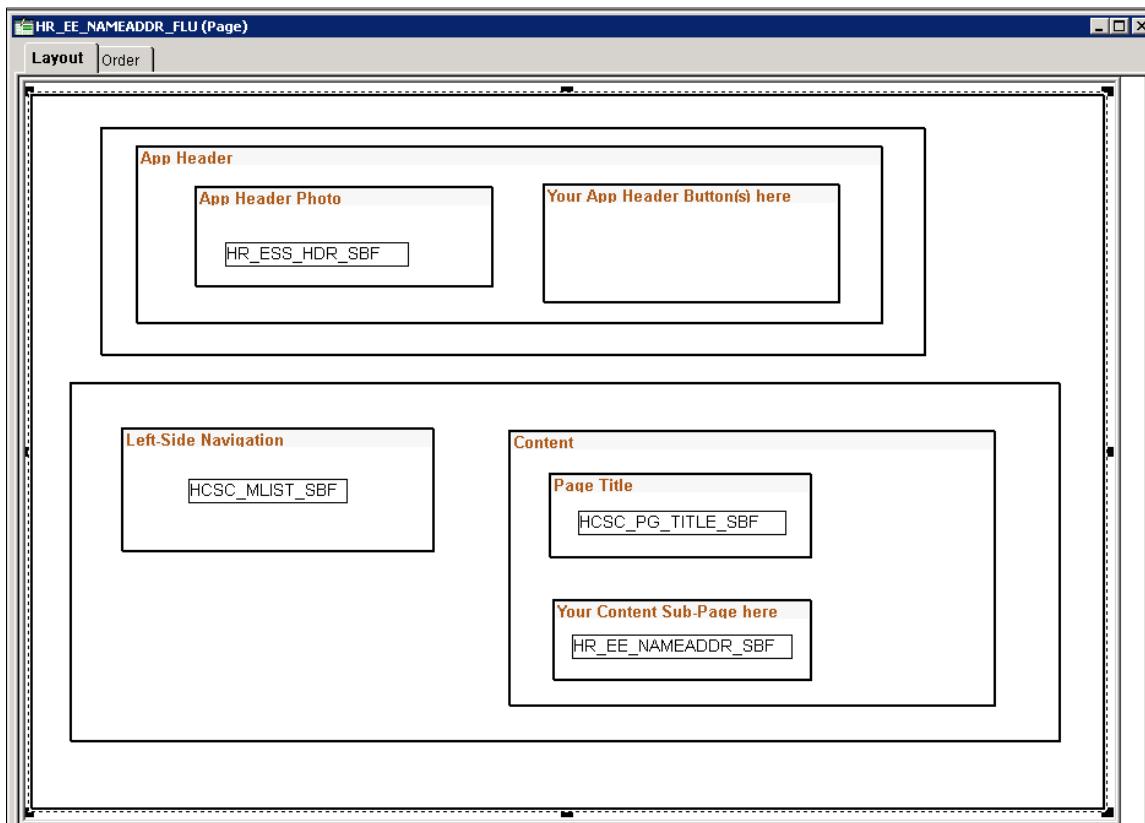 HR_EE_NAMEADDR_FLU (Page)
Layout Order
App Header
App Header Photo
Your App Header Button(s) here
HR_ESS_HDR_SBF
Left-Side Navigation
HCSC_MLIST_SBF
Content
Page Title
HCSC_PG_TITLE_SBF
Your Content Sub-Page here
HR_EE_NAMEADDR_SBF